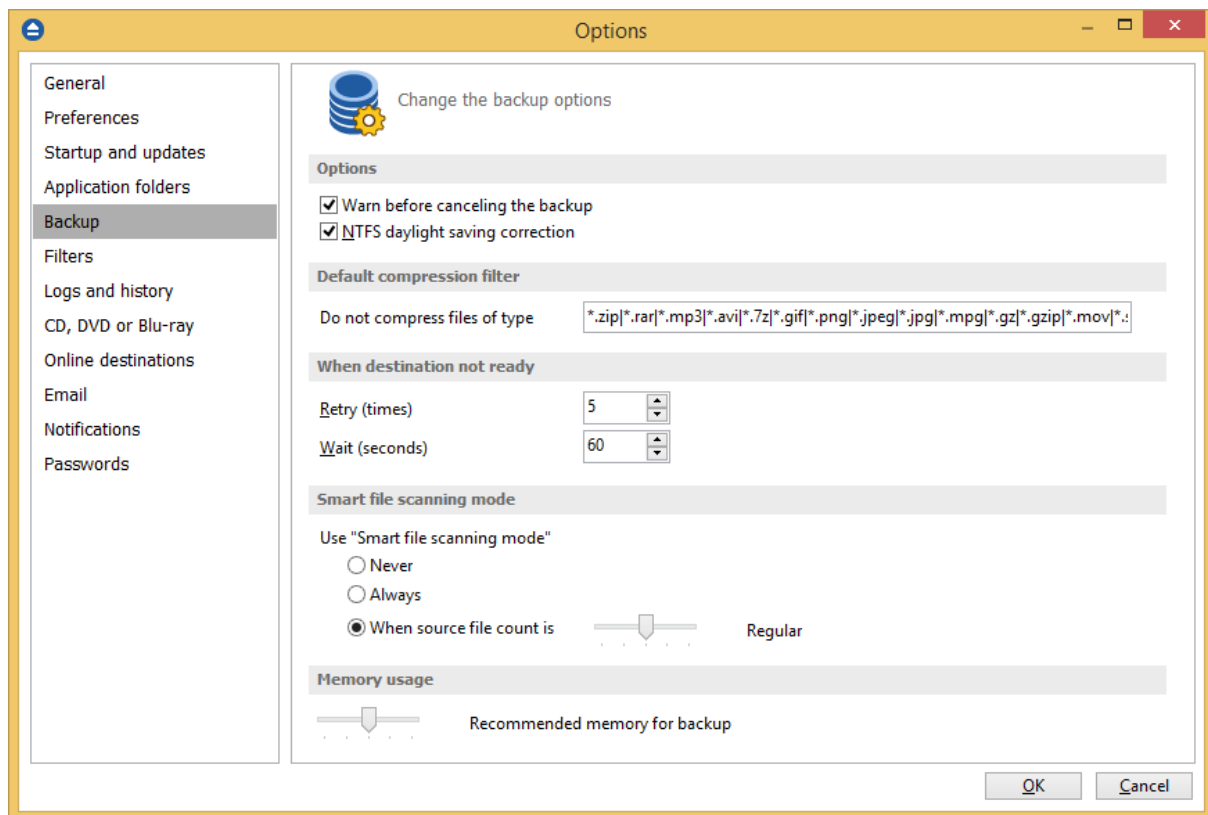 Options
General
Preferences
Startup and updates
Application folders
Backup
Filters
Logs and history
CD, DVD or Blu-ray
Online destinations
Email
Notifications
Passwords
Change the backup options
Options
Warn before canceling the backup
NTFS daylight saving correction
Default compression filter
Do not compress files of type *.zip|*.rar|*.mp3|*.avi|*.7z|*.gif|*.png|*.jpeg|*.jpg|*.mpg|*.gz|*.gzip|*.mov|*.
When destination not ready
Retry (times) 5
Wait (seconds) 60
Smart file scanning mode
Use "Smart file scanning mode"
Never
Always
When source file count is Regular
Memory usage
Recommended memory for backup
OK Cancel